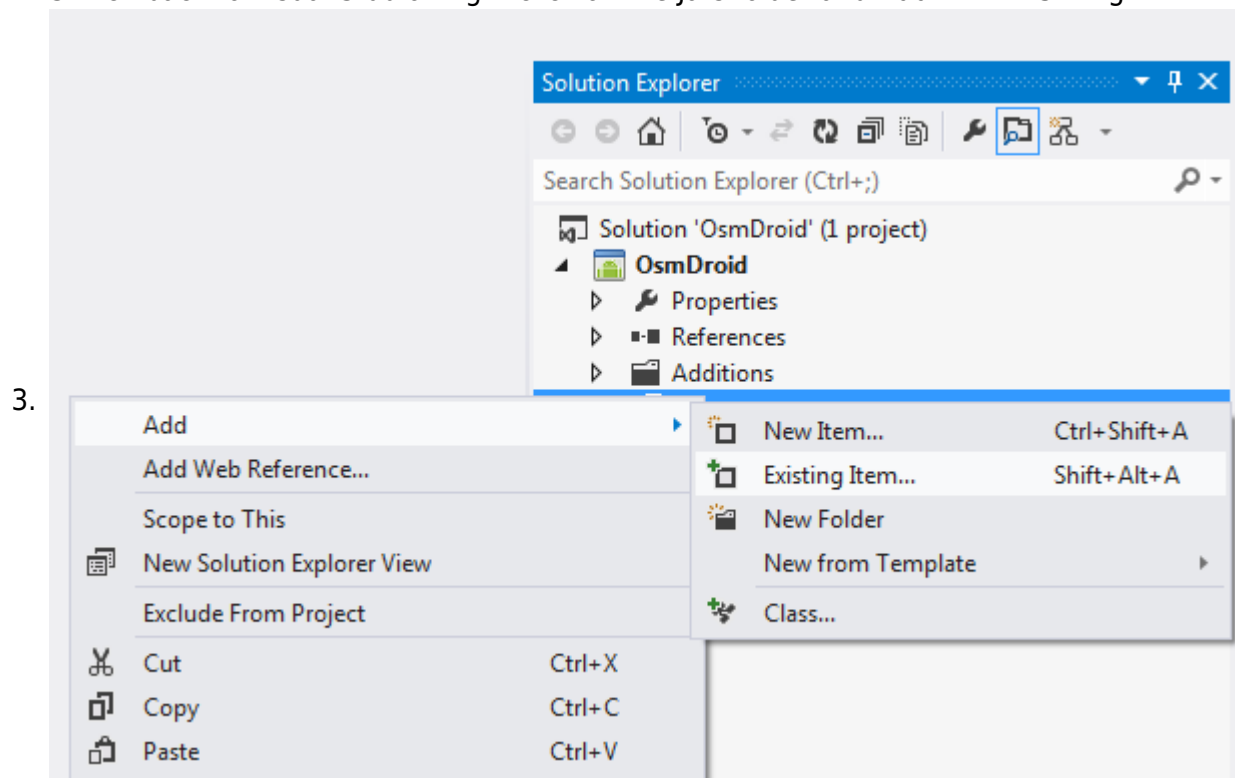 Solution Explorer
Search Solution Explorer (Ctrl+;)
Solution 'OsmDroid' (1 project)
OsmDroid
Properties
References
Additions
3.
Add
New Item... Ctrl+Shift+A
Add Web Reference...
Existing Item... Shift+Alt+A
Scope to This
New Folder
New Solution Explorer View
New from Template
Exclude From Project
Class...
Cut Ctrl+X
Copy Ctrl+C
Paste Ctrl+V